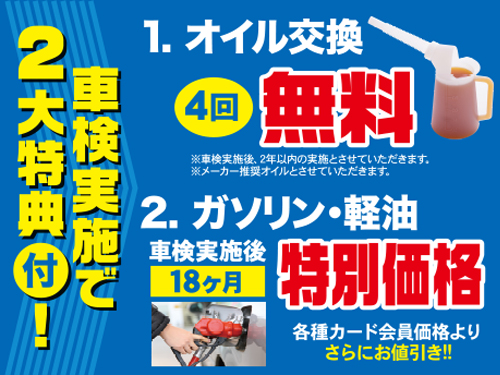 車検実施で
2大特典付!
1. オイル交換
4回 無料
※車検実施後、2年以内の実施とさせていただきます。
※メーカー推奨オイルとさせていただきます。
2. ガソリン・軽油
車検実施後
18ヶ月
特別価格
各種カード会員価格より
さらにお値引き!!